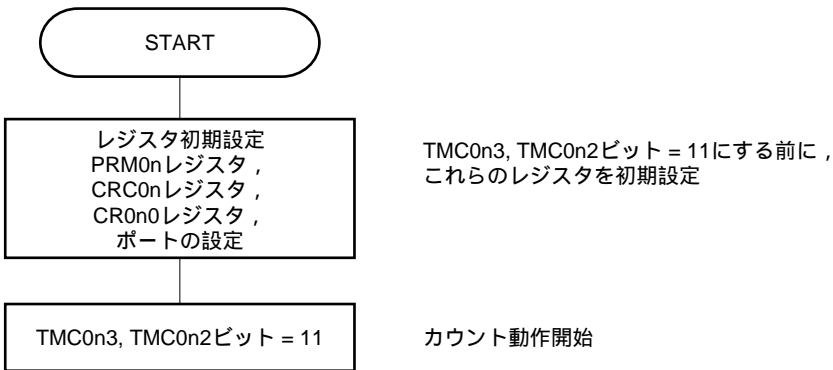 START
レジスタ初期設定
PRM0nレジスタ，
CRC0nレジスタ，
CR0n0レジスタ，
ポートの設定
TMC0n3, TMC0n2ビット = 11にする前に，
これらのレジスタを初期設定
TMC0n3, TMC0n2ビット = 11
カウント動作開始